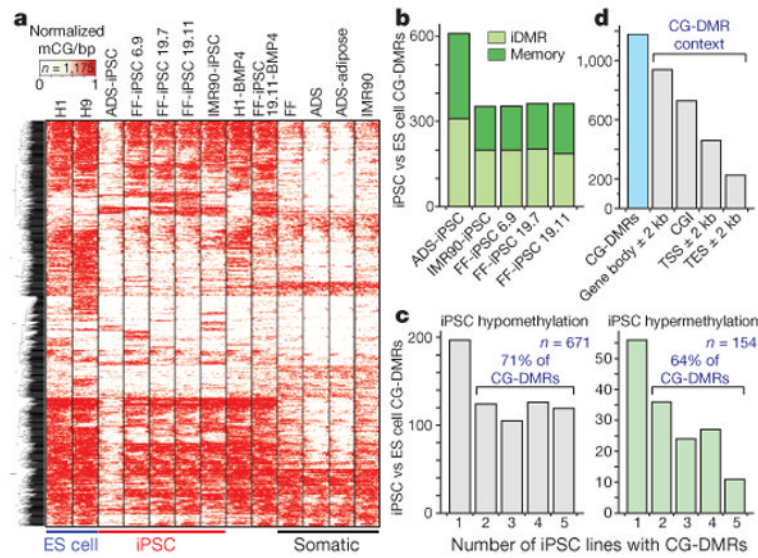 a
Normalized
mCG/bp
n = 1,175
0 1
H1
H9
ADS-iPSC
FF-iPSC 6.9
FF-iPSC 19.7
FF-iPSC 19.11
IMR90-iPSC
H1-BMP4
FF-iPSC
19.11-BMP4
FF
ADS
ADS-adipose
IMR90
ES cell
iPSC
Somatic
b
iPSC vs ES cell CG-DMRs
600
300
0
iDMR
Memory
ADS-iPSC
IMR90-iPSC
FF-iPSC 6.9
FF-iPSC 19.7
FF-iPSC 19.11
d
CG-DMR
context
1,000
600
200
0
CG-DMRs
Gene body ± 2 kb
CGI
TSS ± 2 kb
TES ± 2 kb
c
iPSC hypomethylation
n = 671
71% of
CG-DMRs
iPSC vs ES cell CG-DMRs
200
100
0
1 2 3 4 5
iPSC hypermethylation
n = 154
64% of
CG-DMRs
50
40
30
20
10
0
1 2 3 4 5
Number of iPSC lines with CG-DMRs